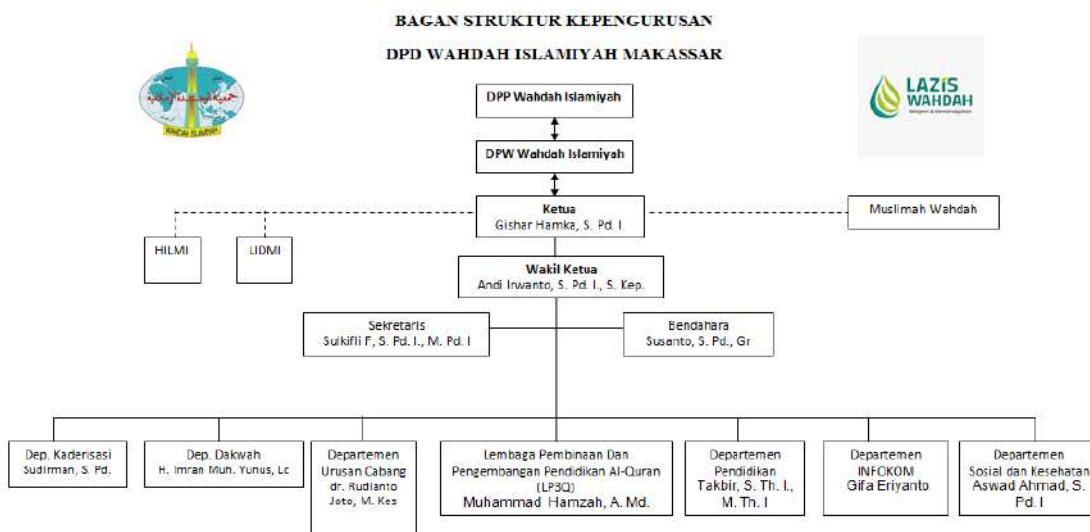 BAGAN STRUKTUR KEPENGURUSAN
DPD WAHDAH ISLAMIYAH MAKASSAR
WAHDAH ISLAMIYAH
LAZIS
WAHDAH
DPP Wahdah Islamiyah
DPW Wahdah Islamiyah
Ketua
Gishar Hamka, S. Pd. I.
Muslimah Wahdah
HILMI
LIDMI
Wakil Ketua
Andi Irwanto, S. Pd. I., S. Kep.
Sekretaris
Sulkifli F, S. Pd. I., M. Pd. I
Bendahara
Susanto, S. Pd., Gr
Dep. Kaderisasi
Sudirman, S. Pd.
Dep. Dakwah
H. Imran Muh. Yunus, Lc
Departemen
Urusan Cabang
dr. Rudianto
Joto, M. Kes
Lembaga Pembinaan Dan
Pengembangan Pendidikan Al-Quran
(LP3Q)
Muhammad Hamzah, A. Md.
Departemen
Pendidikan
Takbir, S. Th. I.,
M. Th. I
Departemen
INFOKOM
Gifa Eriyanto
Departemen
Sosial dan Kesehatan
Aswad Ahmad, S.
Pd. I